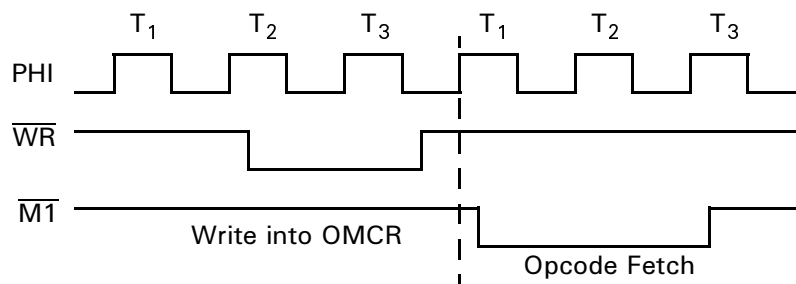 T1 T2 T3 T1 T2 T3
PHI
WR
M1
Write into OMCR
Opcode Fetch